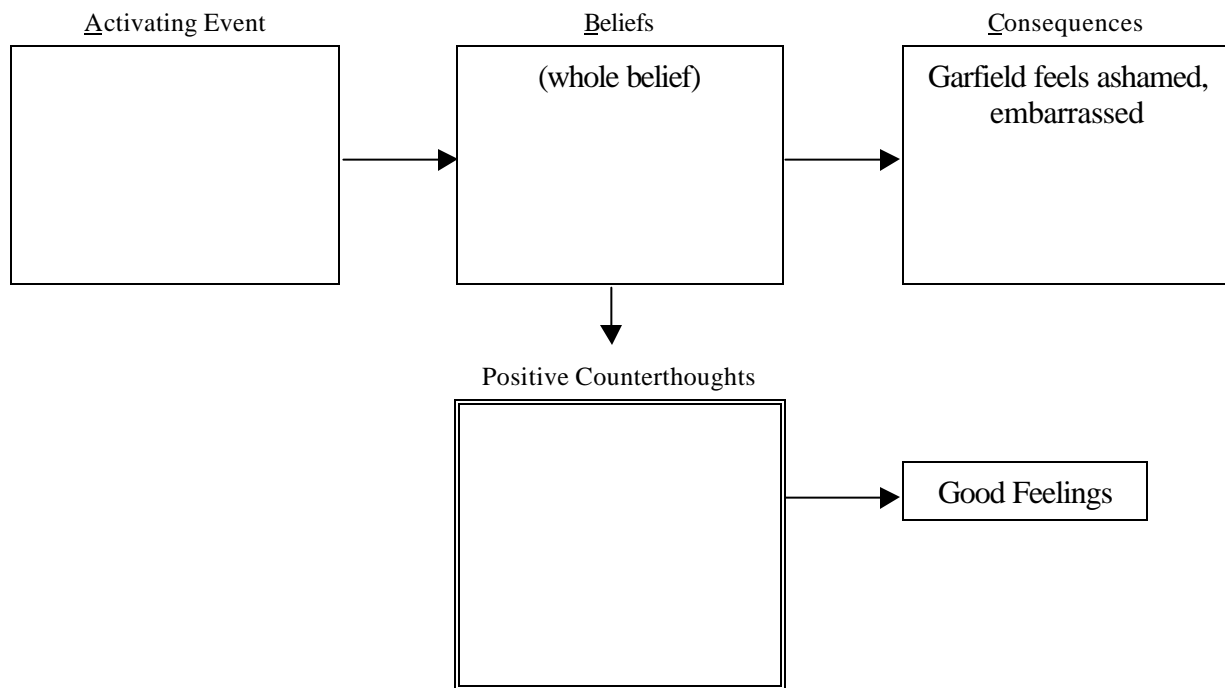 Activating Event
Beliefs
Consequences
(whole belief)
Garfield feels ashamed,
embarrassed
Positive Counterthoughts
Good Feelings